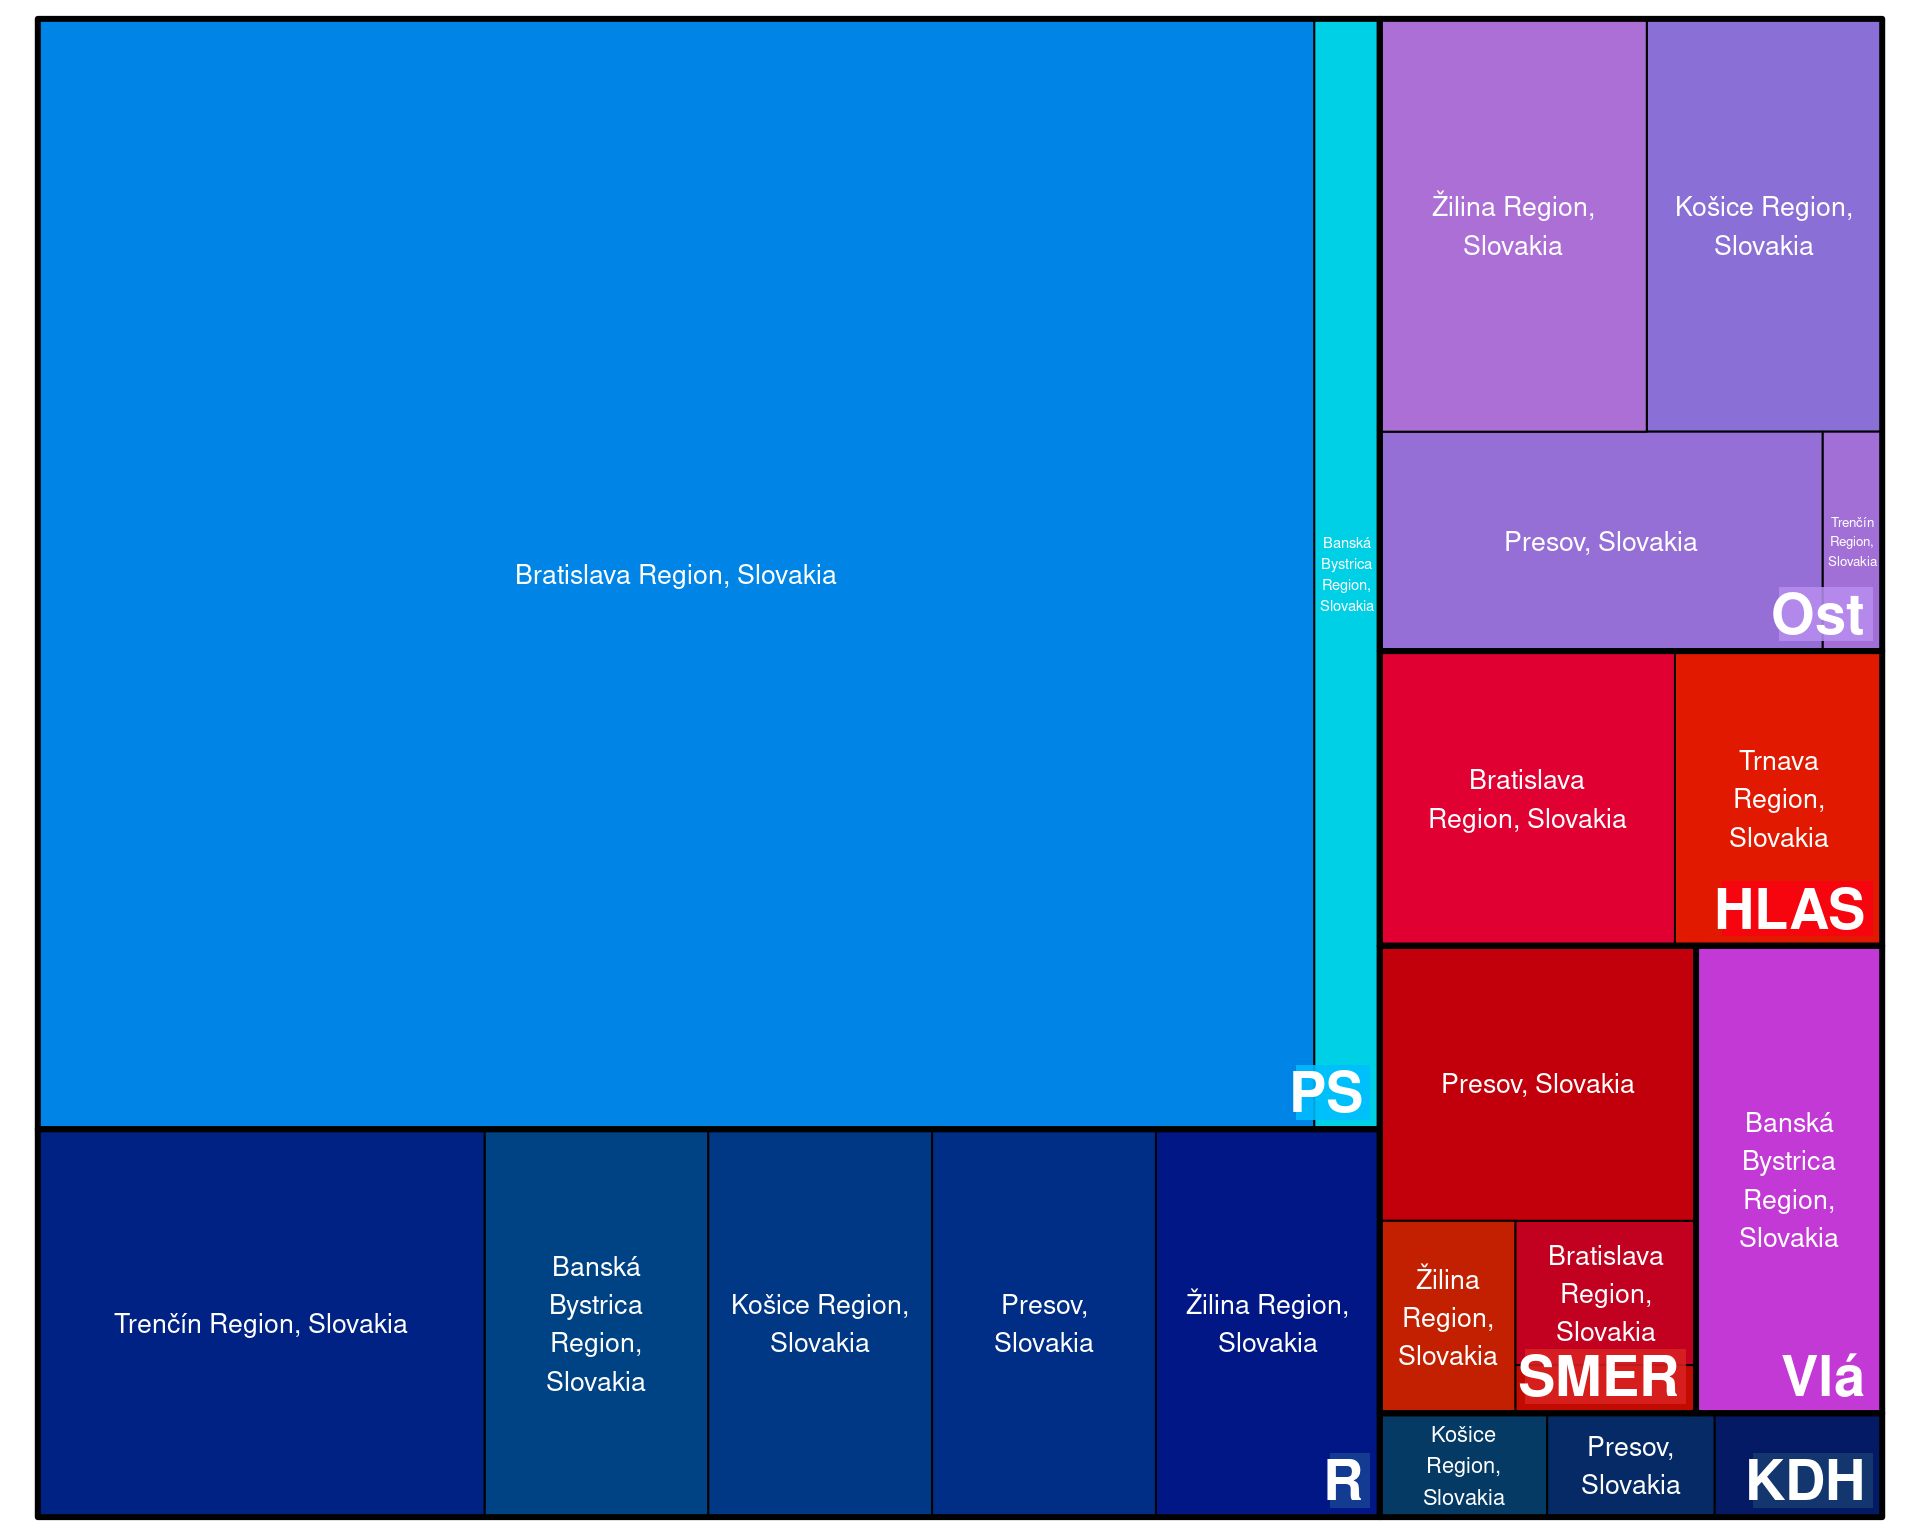 Bratislava Region, Slovakia
Banská
Bystrica
Region,
Slovakia
PS
Trenčín Region, Slovakia
Banská
Bystrica
Region,
Slovakia
Košice Region,
Slovakia
Presov,
Slovakia
Žilina Region,
Slovakia
R
Žilina Region,
Slovakia
Košice Region,
Slovakia
Presov, Slovakia
Trenčín
Region,
Slovakia
Ost
Bratislava
Region, Slovakia
Trnava
Region,
Slovakia
HLAS
Presov, Slovakia
Žilina
Region,
Slovakia
Bratislava
Region,
Slovakia
SMER
Banská
Bystrica
Region,
Slovakia
Vlá
Košice
Region,
Slovakia
Presov,
Slovakia
KDH